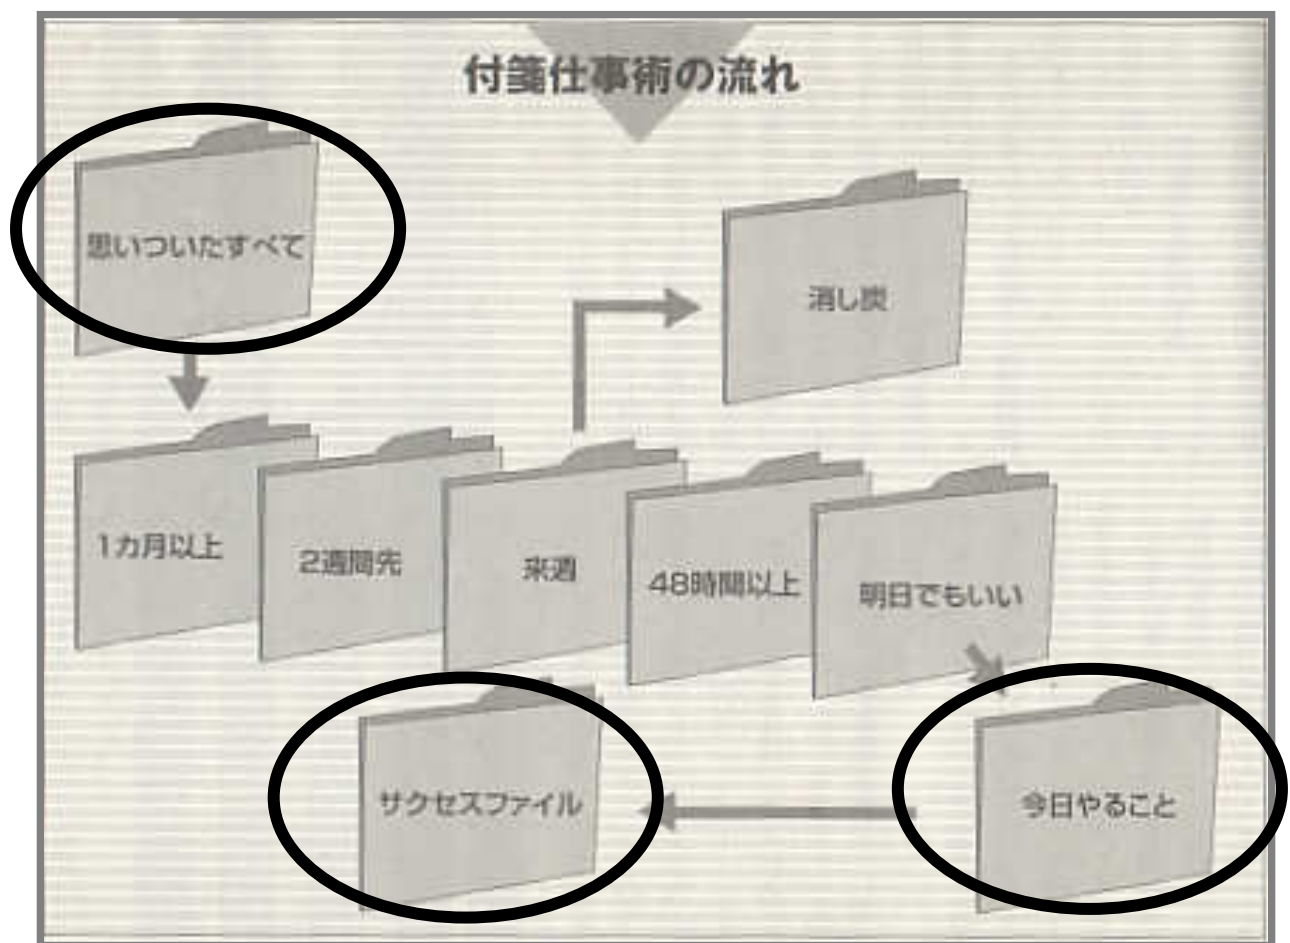 付箋仕事術の流れ
思いついたすべて
消し炭
1カ月以上
2週間先
来週
48時間以上
明日でもいい
サクセスファイル
今日やること